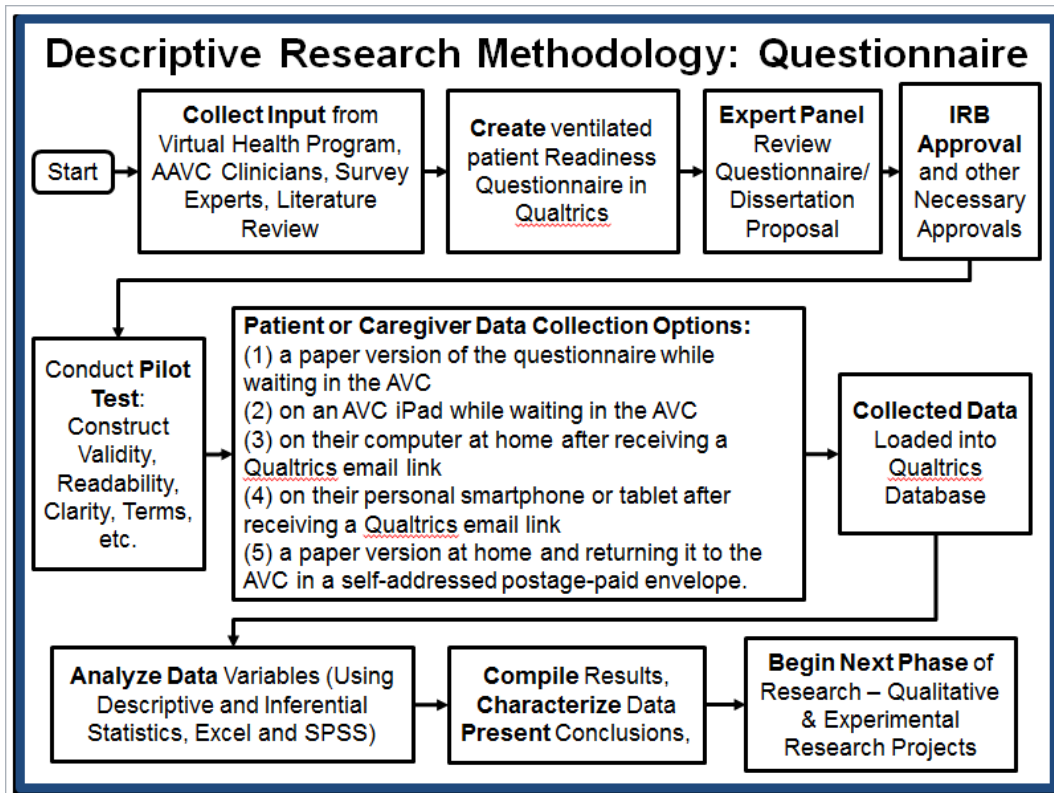 Descriptive Research Methodology: Questionnaire
Start
Collect Input from
Virtual Health Program,
AAVC Clinicians, Survey
Experts, Literature
Review
Create ventilated
patient Readiness
Questionnaire in
Qualtrics
Expert Panel
Review
Questionnaire/
Dissertation
Proposal
IRB
Approval
and other
Necessary
Approvals
Conduct Pilot
Test:
Construct
Validity,
Readability,
Clarity, Terms,
etc.
Patient or Caregiver Data Collection Options:
(1) a paper version of the questionnaire while
waiting in the AVC
(2) on an AVC iPad while waiting in the AVC
(3) on their computer at home after receiving a
Qualtrics email link
(4) on their personal smartphone or tablet after
receiving a Qualtrics email link
(5) a paper version at home and returning it to the
AVC in a self-addressed postage-paid envelope.
Collected Data
Loaded into
Qualtrics
Database
Analyze Data Variables (Using
Descriptive and Inferential
Statistics, Excel and SPSS)
Compile Results,
Characterize Data
Present Conclusions,
Begin Next Phase of
Research – Qualitative
& Experimental
Research Projects